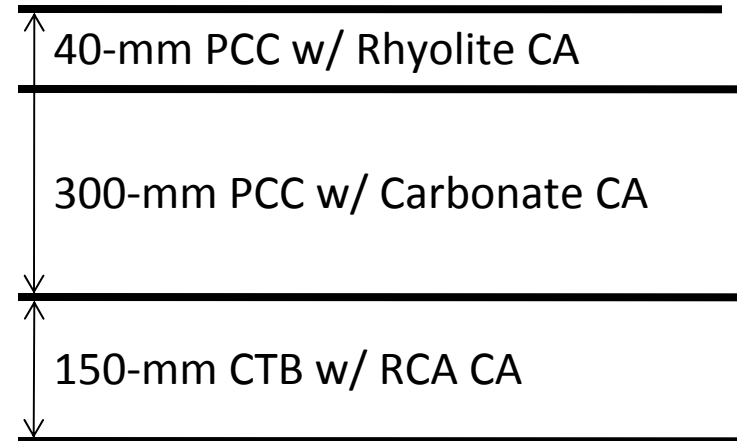 40-mm PCC w/ Rhyolite CA
300-mm PCC w/ Carbonate CA
150-mm CTB w/ RCA CA